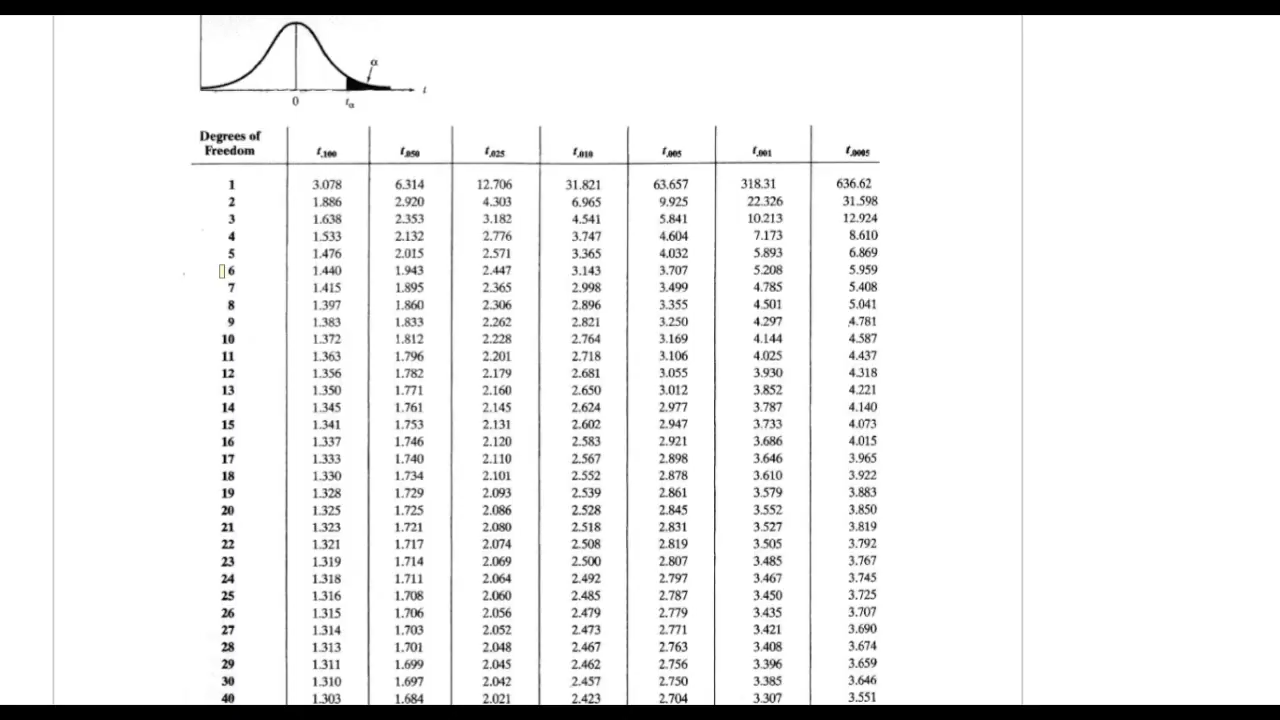 α
t
0 tα
Degrees of
Freedom t.100 t.050 t.025 t.010 t.005 t.001 t.0005
1 3.078 6.314 12.706 31.821 63.657 318.31 636.62
2 1.886 2.920 4.303 6.965 9.925 22.326 31.598
3 1.638 2.353 3.182 4.541 5.841 10.213 12.924
4 1.533 2.132 2.776 3.747 4.604 7.173 8.610
5 1.476 2.015 2.571 3.365 4.032 5.893 6.869
6 1.440 1.943 2.447 3.143 3.707 5.208 5.959
7 1.415 1.895 2.365 2.998 3.499 4.785 5.408
8 1.397 1.860 2.306 2.896 3.355 4.501 5.041
9 1.383 1.833 2.262 2.821 3.250 4.297 4.781
10 1.372 1.812 2.228 2.764 3.169 4.144 4.587
11 1.363 1.796 2.201 2.718 3.106 4.025 4.437
12 1.356 1.782 2.179 2.681 3.055 3.930 4.318
13 1.350 1.771 2.160 2.650 3.012 3.852 4.221
14 1.345 1.761 2.145 2.624 2.977 3.787 4.140
15 1.341 1.753 2.131 2.602 2.947 3.733 4.073
16 1.337 1.746 2.120 2.583 2.921 3.686 4.015
17 1.333 1.740 2.110 2.567 2.898 3.646 3.965
18 1.330 1.734 2.101 2.552 2.878 3.610 3.922
19 1.328 1.729 2.093 2.539 2.861 3.579 3.883
20 1.325 1.725 2.086 2.528 2.845 3.552 3.850
21 1.323 1.721 2.080 2.518 2.831 3.527 3.819
22 1.321 1.717 2.074 2.508 2.819 3.505 3.792
23 1.319 1.714 2.069 2.500 2.807 3.485 3.767
24 1.318 1.711 2.064 2.492 2.797 3.467 3.745
25 1.316 1.708 2.060 2.485 2.787 3.450 3.725
26 1.315 1.706 2.056 2.479 2.779 3.435 3.707
27 1.314 1.703 2.052 2.473 2.771 3.421 3.690
28 1.313 1.701 2.048 2.467 2.763 3.408 3.674
29 1.311 1.699 2.045 2.462 2.756 3.396 3.659
30 1.310 1.697 2.042 2.457 2.750 3.385 3.646
40 1.303 1.684 2.021 2.423 2.704 3.307 3.551